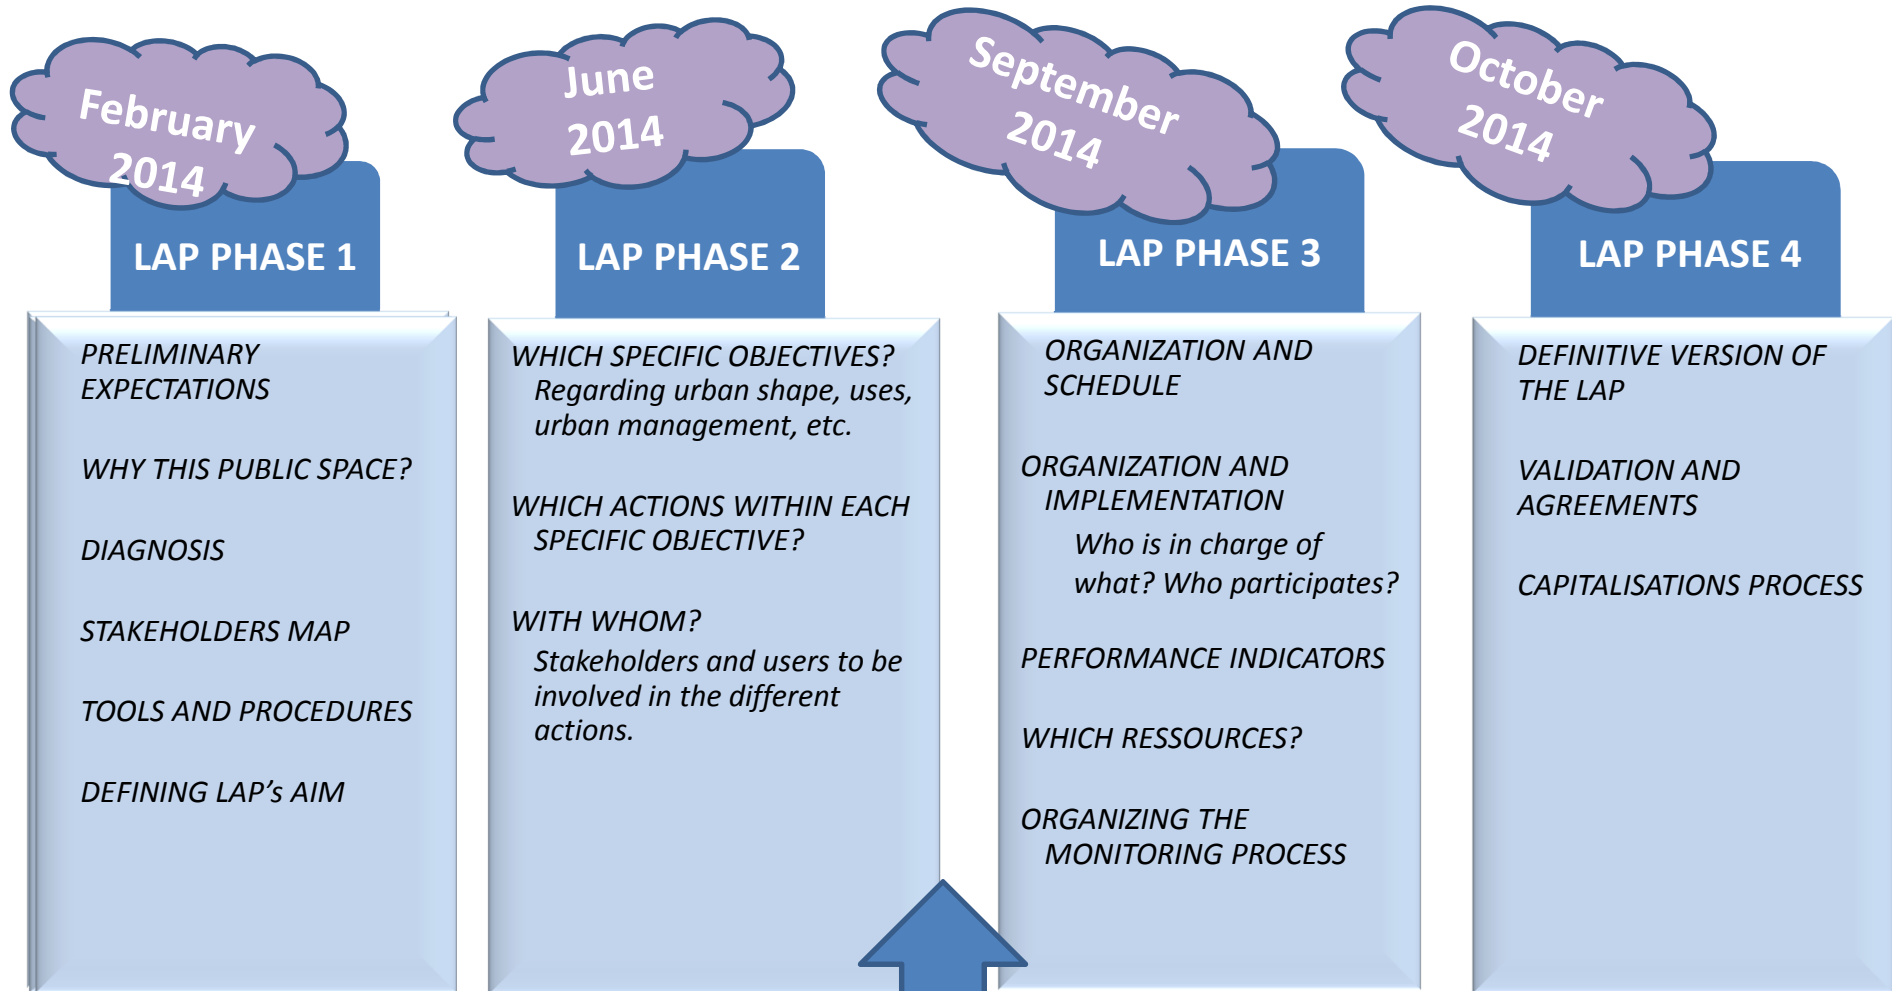 February
2014
LAP PHASE 1
PRELIMINARY
EXPECTATIONS
WHY THIS PUBLIC SPACE?
DIAGNOSIS
STAKEHOLDERS MAP
TOOLS AND PROCEDURES
DEFINING LAP's AIM
June
2014
LAP PHASE 2
WHICH SPECIFIC OBJECTIVES?
Regarding urban shape, uses,
urban management, etc.
WHICH ACTIONS WITHIN EACH
SPECIFIC OBJECTIVE?
WITH WHOM?
Stakeholders and users to be
involved in the different
actions.
September
2014
LAP PHASE 3
ORGANIZATION AND
SCHEDULE
ORGANIZATION AND
IMPLEMENTATION
Who is in charge of
what? Who participates?
PERFORMANCE INDICATORS
WHICH RESSOURCES?
ORGANIZING THE
MONITORING PROCESS
October
2014
LAP PHASE 4
DEFINITIVE VERSION OF
THE LAP
VALIDATION AND
AGREEMENTS
CAPITALISATIONS PROCESS